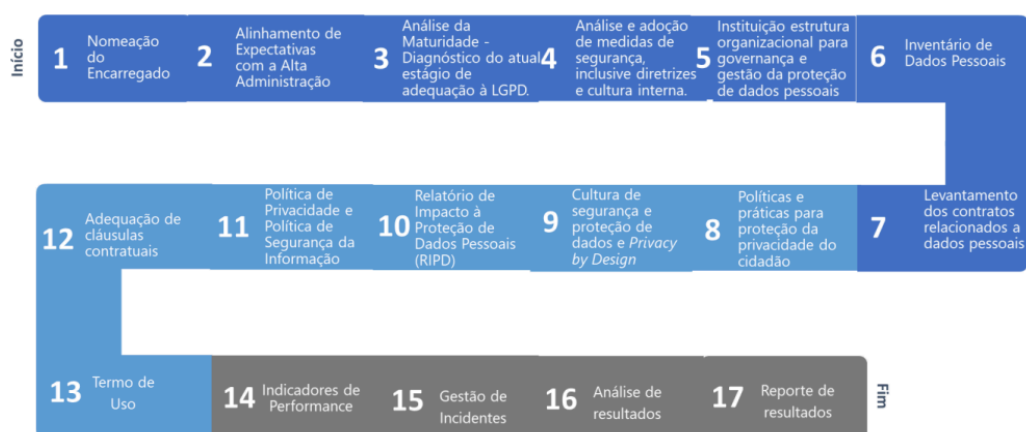 Início
1
Nomeação
do
Encarregado
2
Alinhamento de
Expectativas
com a Alta
Administração
3
Análise da
Maturidade -
Diagnóstico do atual
estágio de
adequação à LGPD.
4
Análise e adoção
de medidas de
segurança,
inclusive diretrizes
e cultura interna.
5
Instituição estrutura
organizacional para
governança e
gestão da proteção
de dados pessoais
6
Inventário de
Dados Pessoais
7
Levantamento
dos contratos
relacionados a
dados pessoais
8
Políticas e
práticas para
proteção da
privacidade do
cidadão
9
Cultura de
segurança e
proteção de
dados e Privacy
by Design
10
Relatório de
Impacto à
Proteção de
Dados Pessoais
(RIPD)
11
Política de
Privacidade e
Política de
Segurança da
Informação
12
Adequação de
cláusulas
contratuais
13
Termo de
Uso
14
Indicadores de
Performance
15
Gestão de
Incidentes
16
Análise de
resultados
17
Reporte de
resultados
Fim